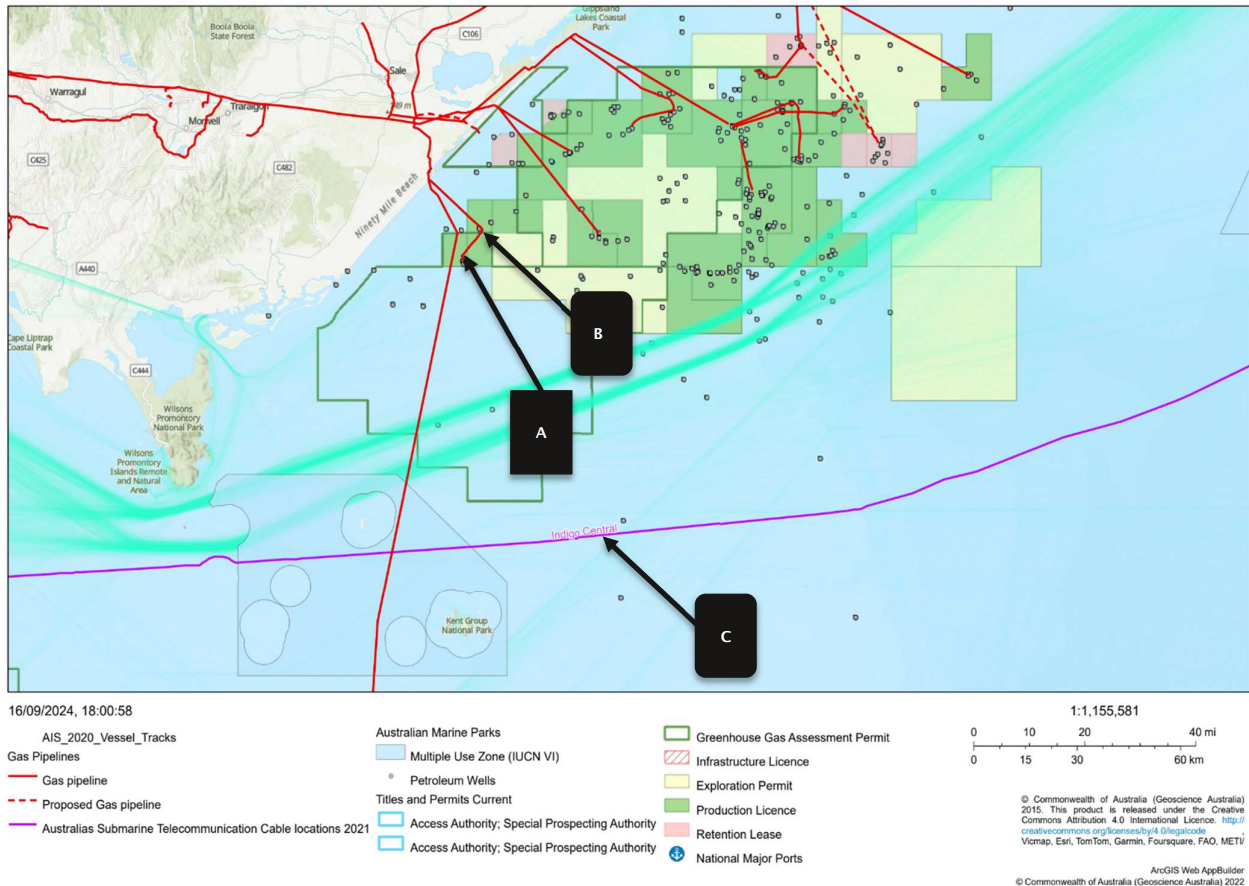 Boola Boola
State Forest
Gippsland
Lakes Coastal
Park
C106
Sale
Warragul
Traralgon
Morwell
C425
C482
Ninety Mile Beach
A440
Cape Liptrap
Coastal Park
C444
Wilsons
Promontory
National Park
Wilsons
Promontory
Islands Remote
and Natural
Area
B
A
Indigo Central
C
Kent Group
National Park
16/09/2024, 18:00:58
AIS_2020_Vessel_Tracks
Gas Pipelines
Gas pipeline
Proposed Gas pipeline
Australias Submarine Telecommunication Cable locations 2021
Australian Marine Parks
Multiple Use Zone (IUCN VI)
Petroleum Wells
Titles and Permits Current
Access Authority; Special Prospecting Authority
Access Authority; Special Prospecting Authority
Greenhouse Gas Assessment Permit
Infrastructure Licence
Exploration Permit
Production Licence
Retention Lease
National Major Ports
1:1,155,581
0 10 20 40 mi
0 15 30 60 km
© Commonwealth of Australia (Geoscience Australia)
2015. This product is released under the Creative
Commons Attribution 4.0 International Licence. http://
creativecommons.org/licenses/by/4.0/legalcode ,
Vicmap, Esri, TomTom, Garmin, Foursquare, FAO, METI/
ArcGIS Web AppBuilder
© Commonwealth of Australia (Geoscience Australia) 2022